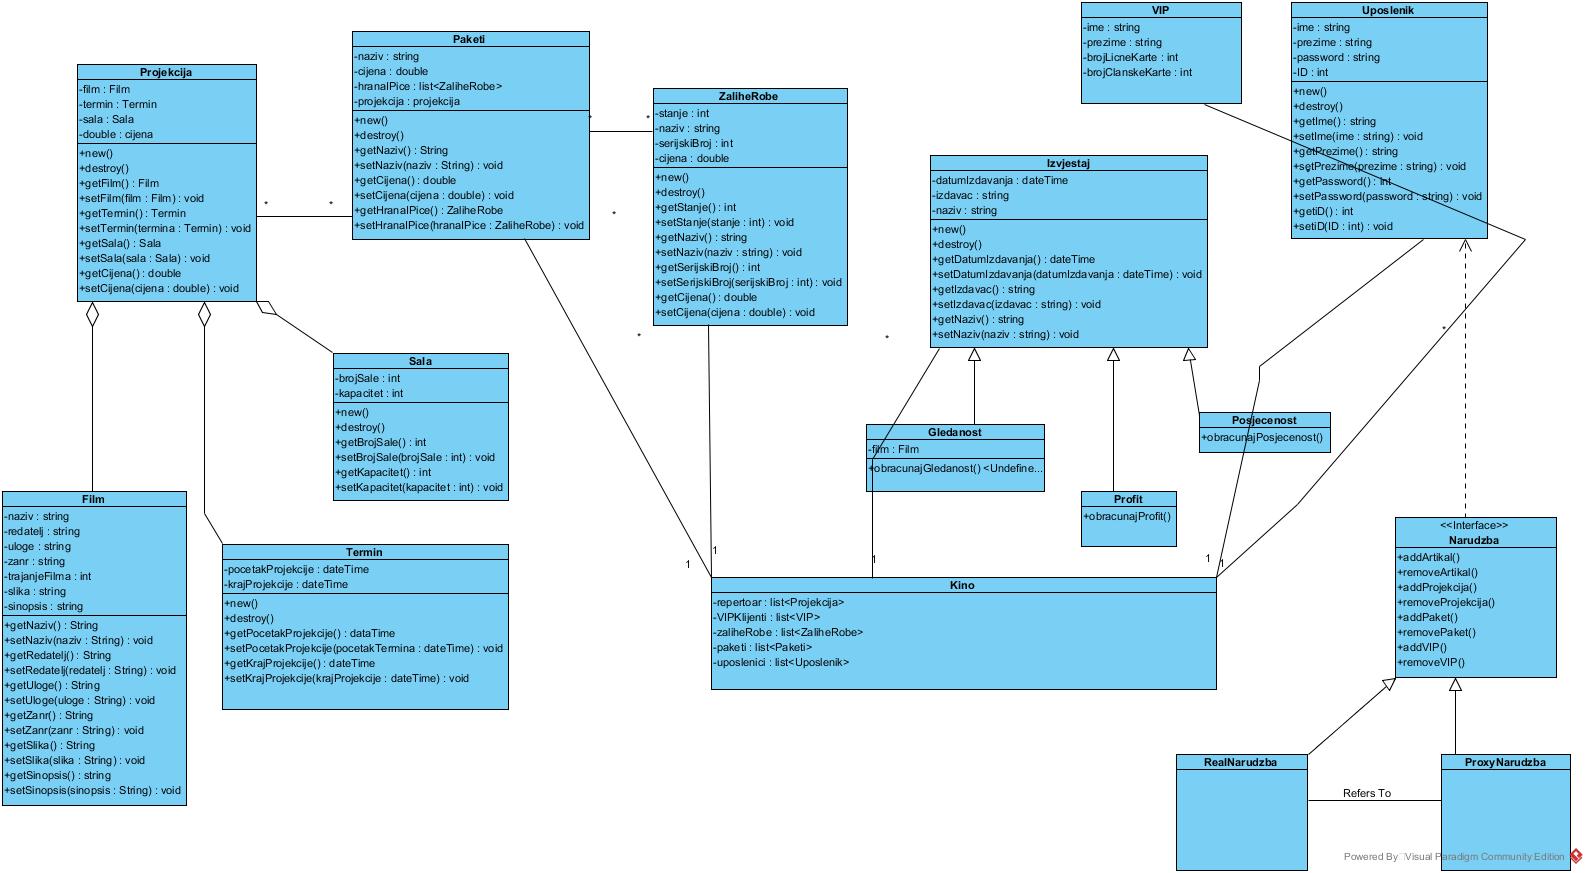 Projekcija
-film : Film
-termin : Termin
-sala : Sala
-double : cijena
+new()
+destroy()
+getFilm() : Film
+setFilm(film : Film) : void
+getTermin() : Termin
+setTermin(termina : Termin) : void
+getSala() : Sala
+setSala(sala : Sala) : void
+getCijena() : double
+setCijena(cijena : double) : void
*
*
Paketi
-naziv : string
-cijena : double
-hranaIPice : list<ZaliheRobe>
-projekcija : projekcija
+new()
+destroy()
+getNaziv() : String
+setNaziv(naziv : String) : void
+getCijena() : double
+setCijena(cijena : double) : void
+getHranaIPice() : ZaliheRobe
+setHranaIPice(hranaIPice : ZaliheRobe) : void
*
*
*
ZaliheRobe
-stanje : int
-naziv : string
-serijskiBroj : int
-cijena : double
+new()
+destroy()
+getStanje() : int
+setStanje(stanje : int) : void
+getNaziv() : string
+setNaziv(naziv : string) : void
+getSerijskiBroj() : int
+setSerijskiBroj(serijskiBroj : int) : void
+getCijena() : double
+setCijena(cijena : double) : void
*
*
Izvjestaj
-datumIzdavanja : dateTime
-izdavac : string
-naziv : string
+new()
+destroy()
+getDatumIzdavanja() : dateTime
+setDatumIzdavanja(datumIzdavanja : dateTime) : void
+getIzdavac() : string
+setIzdavac(izdavac : string) : void
+getNaziv() : string
+setNaziv(naziv : string) : void
VIP
-ime : string
-prezime : string
-brojLicneKarte : int
-brojClanskeKarte : int
Uposlenik
-ime : string
-prezime : string
-password : string
-ID : int
+new()
+destroy()
+getIme() : string
+setIme(ime : string) : void
+getPrezime() : string
+setPrezime(prezime : string) : void
+getPassword() : int
+setPassword(password : string) : void
+getiD() : int
+setiD(ID : int) : void
*
Sala
-brojSale : int
-kapacitet : int
+new()
+destroy()
+getBrojSale() : int
+setBrojSale(brojSale : int) : void
+getKapacitet() : int
+setKapacitet(kapacitet : int) : void
Gledanost
-film : Film
+obracunajGledanost() <Undefine...
Profit
+obracunajProfit()
Posjecenost
+obracunajPosjecenost()
Film
-naziv : string
-redatelj : string
-uloge : string
-zanr : string
-trajanjeFilma : int
-slika : string
-sinopsis : string
+getNaziv() : String
+setNaziv(naziv : String) : void
+getRedatelj() : String
+setRedatelj(redatelj : String) : void
+getUloge() : String
+setUloge(uloge : String) : void
+getZanr() : String
+setZanr(zanr : String) : void
+getSlika() : String
+setSlika(slika : String) : void
+getSinopsis() : string
+setSinopsis(sinopsis : String) : void
Termin
-pocetakProjekcije : dateTime
-krajProjekcije : dateTime
+new()
+destroy()
+getPocetakProjekcije() : dataTime
+setPocetakProjekcije(pocetakTermina : dateTime) : void
+getKrajProjekcije() : dateTime
+setKrajProjekcije(krajProjekcije : dateTime) : void
1
1
1
1
1
Kino
-repertoar : list<Projekcija>
-VIPKlijenti : list<VIP>
-zaliheRobe : list<ZaliheRobe>
-paketi : list<Paketi>
-uposlenici : list<Uposlenik>
<<Interface>>
Narudzba
+addArtikal()
+removeArtikal()
+addProjekcija()
+removeProjekcija()
+addPaket()
+removePaket()
+addVIP()
+removeVIP()
RealNarudzba
Refers To
ProxyNarudzba
Powered By Visual Paradigm Community Edition